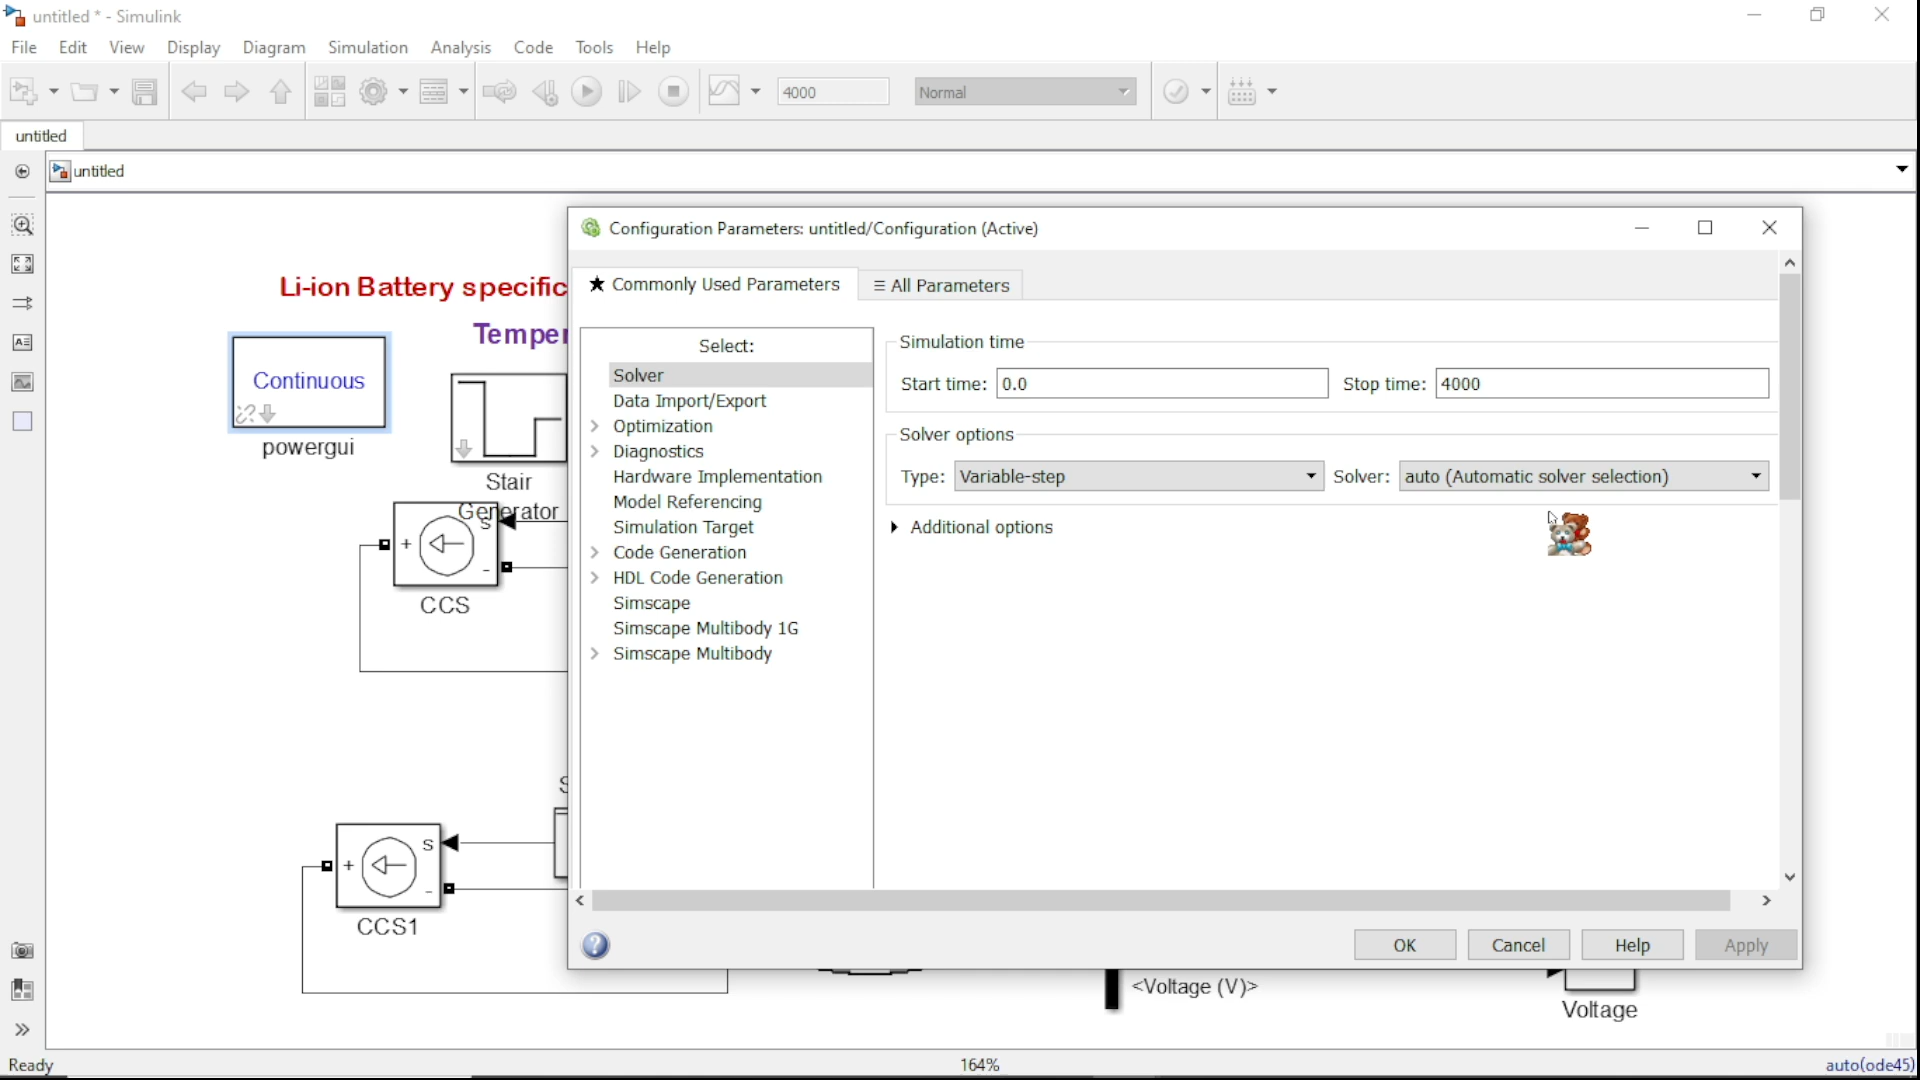 untitled * - Simulink
File Edit View Display Diagram Simulation Analysis Code Tools Help
4000 Normal
untitled
untitled
Configuration Parameters: untitled/Configuration (Active)
★ Commonly Used Parameters ≡ All Parameters
Select:
Solver
Data Import/Export
Optimization
Diagnostics
Hardware Implementation
Model Referencing
Simulation Target
Code Generation
HDL Code Generation
Simscape
Simscape Multibody 1G
Simscape Multibody
Simulation time
Start time: 0.0 Stop time: 4000
Solver options
Type: Variable-step Solver: auto (Automatic solver selection)
Additional options
OK Cancel Help Apply
Li-ion Battery specific
Temper
Continuous
powergui
Stair
Generator
S
+
-
CCS
S
S
+
-
CCS1
<Voltage (V)>
Voltage
Ready 164% auto(ode45)